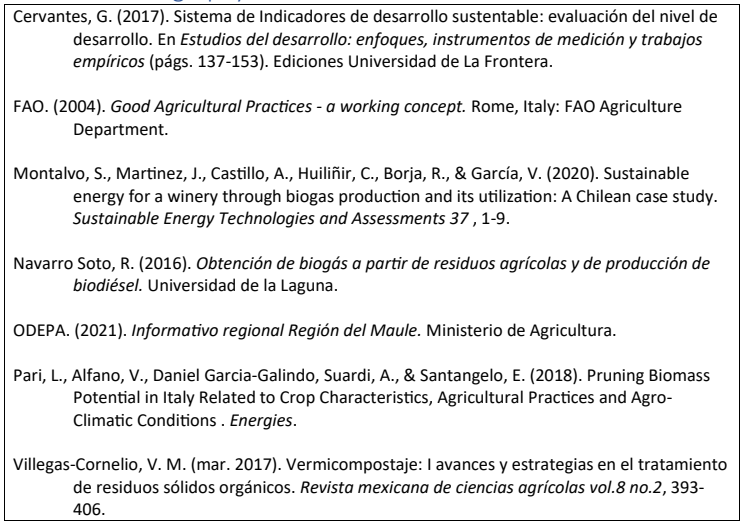 Cervantes, G. (2017). Sistema de Indicadores de desarrollo sustentable: evaluación del nivel de
desarrollo. En Estudios del desarrollo: enfoques, instrumentos de medición y trabajos
empíricos (págs. 137-153). Ediciones Universidad de La Frontera.
FAO. (2004). Good Agricultural Practices - a working concept. Rome, Italy: FAO Agriculture
Department.
Montalvo, S., Martinez, J., Castillo, A., Huiliñir, C., Borja, R., & García, V. (2020). Sustainable
energy for a winery through biogas production and its utilization: A Chilean case study.
Sustainable Energy Technologies and Assessments 37 , 1-9.
Navarro Soto, R. (2016). Obtención de biogás a partir de residuos agrícolas y de producción de
biodiésel. Universidad de la Laguna.
ODEPA. (2021). Informativo regional Región del Maule. Ministerio de Agricultura.
Pari, L., Alfano, V., Daniel Garcia-Galindo, Suardi, A., & Santangelo, E. (2018). Pruning Biomass
Potential in Italy Related to Crop Characteristics, Agricultural Practices and Agro-
Climatic Conditions . Energies.
Villegas-Cornelio, V. M. (mar. 2017). Vermicompostaje: I avances y estrategias en el tratamiento
de residuos sólidos orgánicos. Revista mexicana de ciencias agrícolas vol.8 no.2, 393-
406.